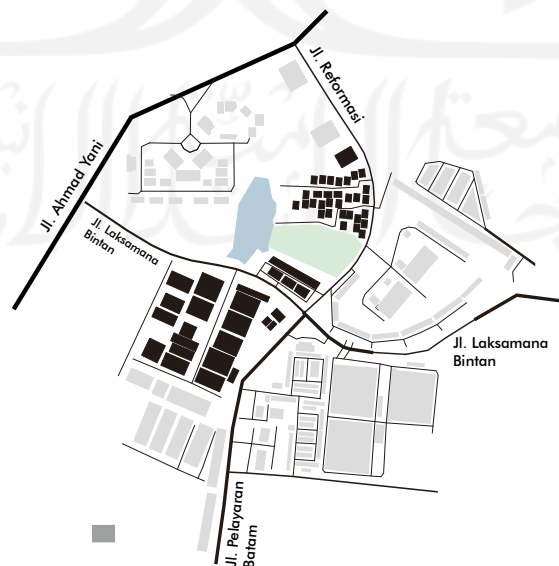 Jl. Reformasi
Jl. Ahmad Yani
Jl. Laksamana
Bintan
Jl. Laksamana
Bintan
Jl. Pelayaran
Batam